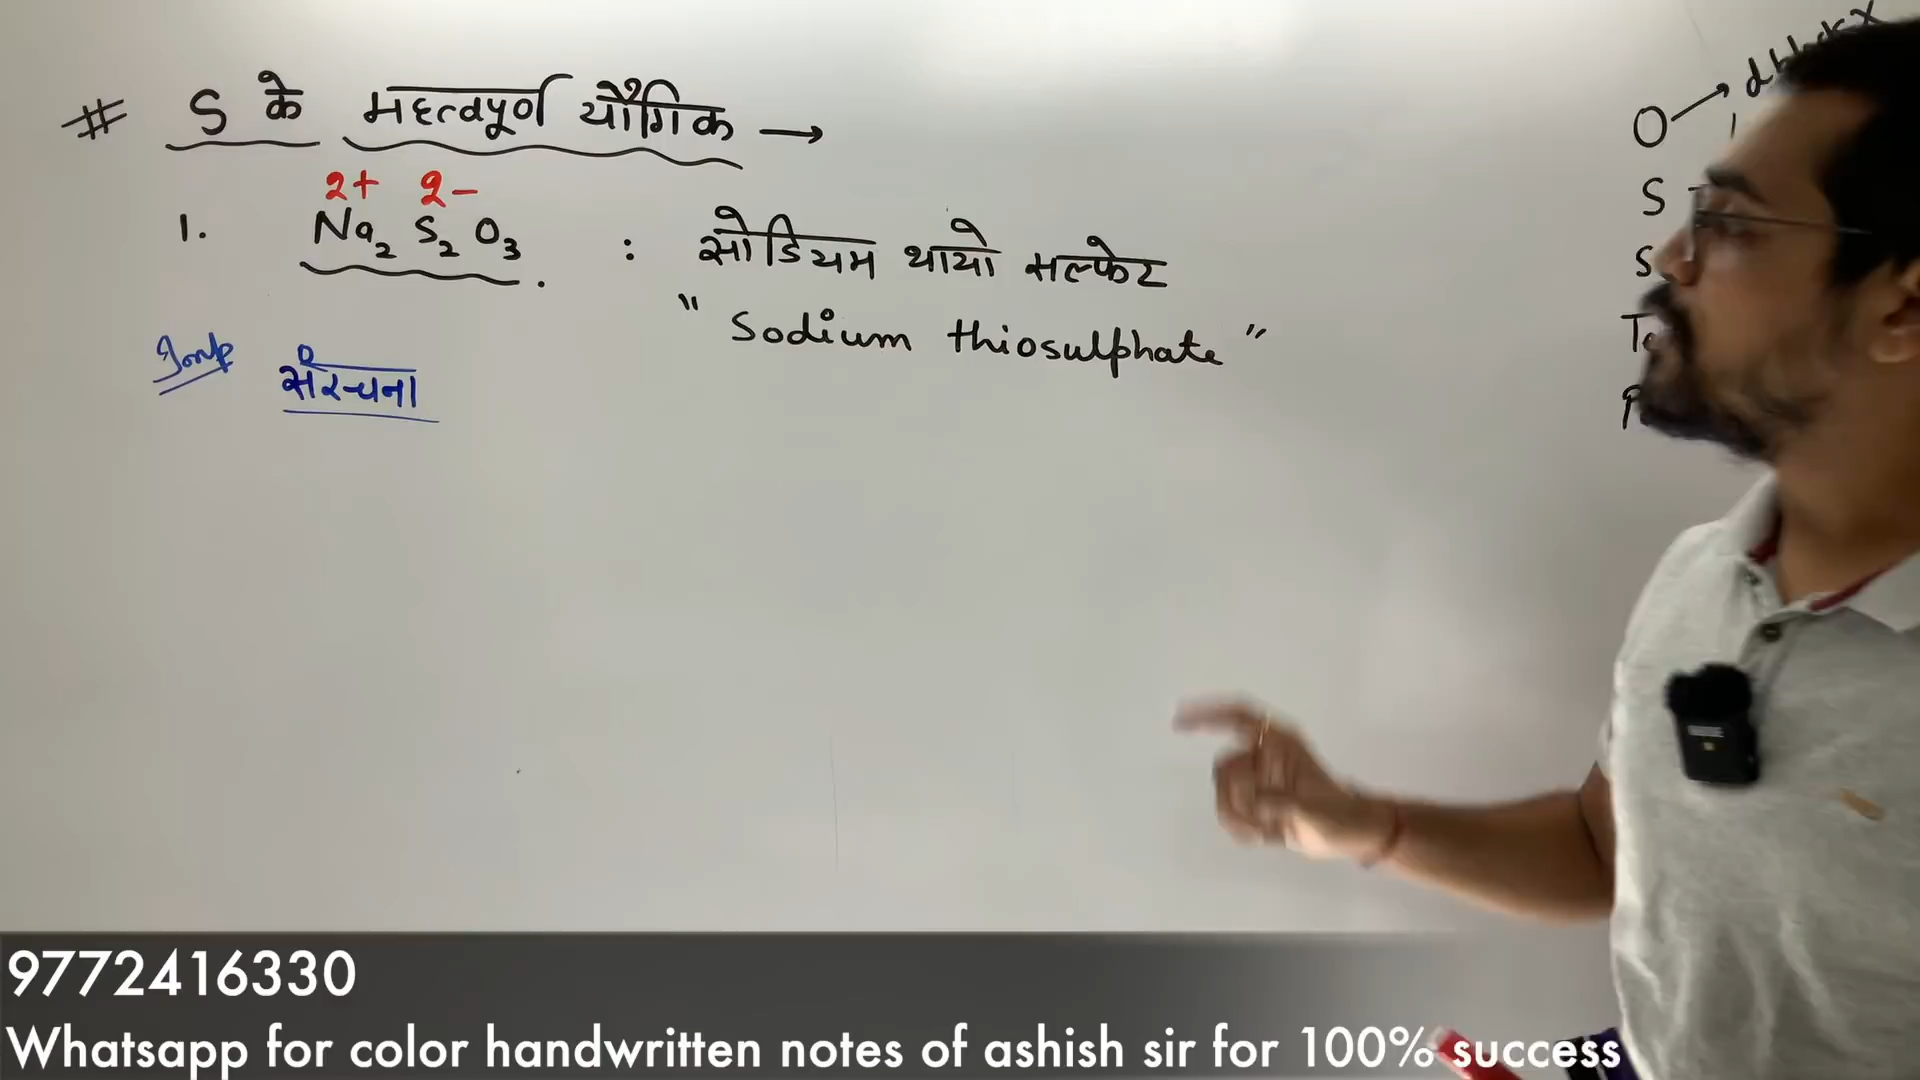 # S के महत्वपूर्ण यौगिक →
2+ 2-
1. Na₂ S₂ O₃ . : सोडियम थायो सल्फेट
" Sodium thiosulphate "
Imp संरचना
O →
S
9772416330
Whatsapp for color handwritten notes of ashish sir for 100% success